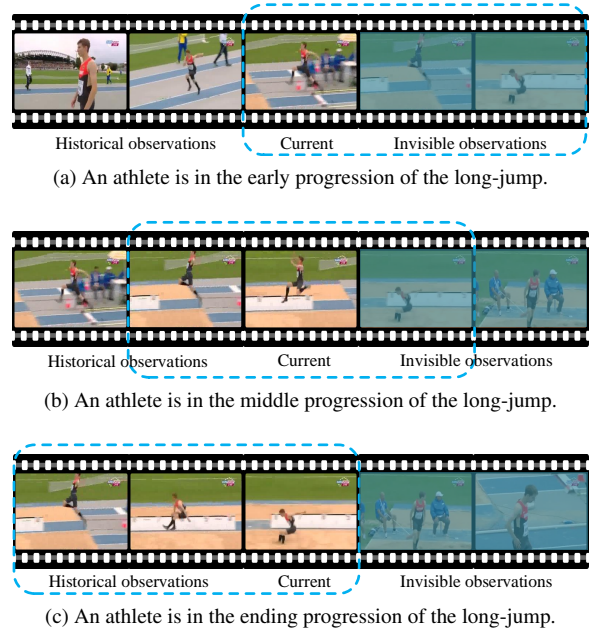 Historical observations Current Invisible observations
(a) An athlete is in the early progression of the long-jump.
Historical observations Current Invisible observations
(b) An athlete is in the middle progression of the long-jump.
Historical observations Current Invisible observations
(c) An athlete is in the ending progression of the long-jump.